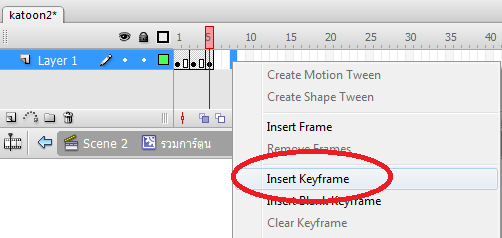 katoon2*
1 5 10 15 20 25 30 35 40
Layer 1
Create Motion Tween
Create Shape Tween
Insert Frame
Remove Frames
Scene 2 รวมการ์ตูน
Insert Keyframe
Insert Blank Keyframe
Clear Keyframe